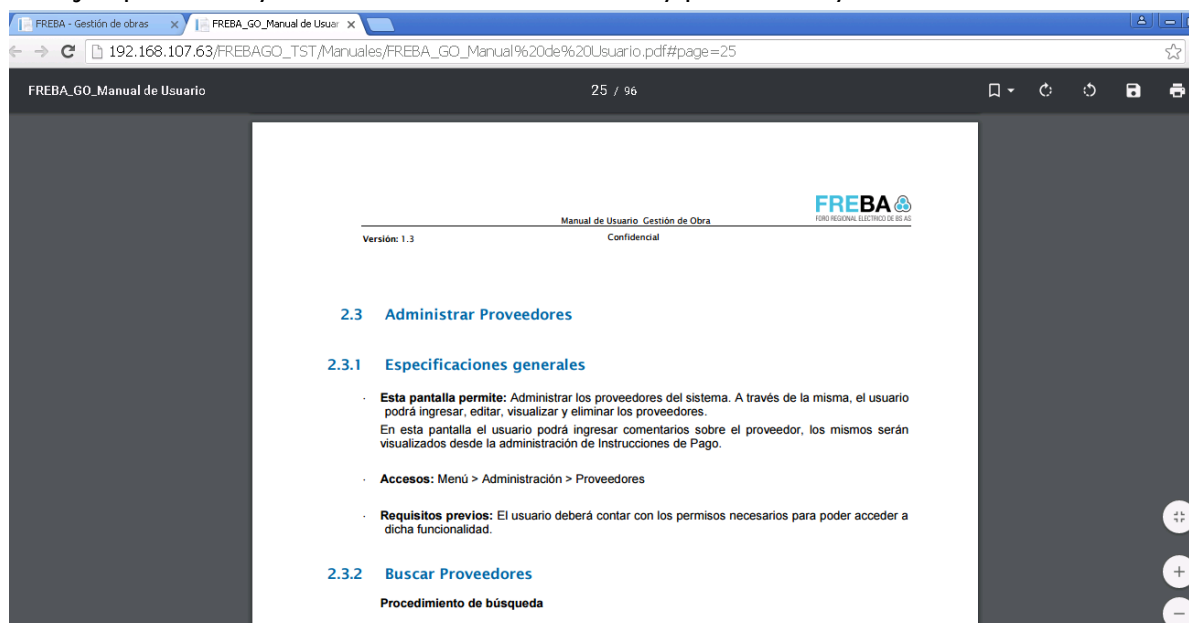 FREBA - Gestión de obras
FREBA_GO_Manual de Usuar
192.168.107.63/FREBAGO_TST/Manuales/FREBA_GO_Manual%20de%20Usuario.pdf#page=25
FREBA_GO_Manual de Usuario
25 / 96
FREBA
FORO REGIONAL ELECTRICO DE BS AS
Manual de Usuario Gestión de Obra
Versión: 1.3
Confidencial
2.3 Administrar Proveedores
2.3.1 Especificaciones generales
· Esta pantalla permite: Administrar los proveedores del sistema. A través de la misma, el usuario
podrá ingresar, editar, visualizar y eliminar los proveedores.
En esta pantalla el usuario podrá ingresar comentarios sobre el proveedor, los mismos serán
visualizados desde la administración de Instrucciones de Pago.
· Accesos: Menú > Administración > Proveedores
· Requisitos previos: El usuario deberá contar con los permisos necesarios para poder acceder a
dicha funcionalidad.
2.3.2 Buscar Proveedores
Procedimiento de búsqueda